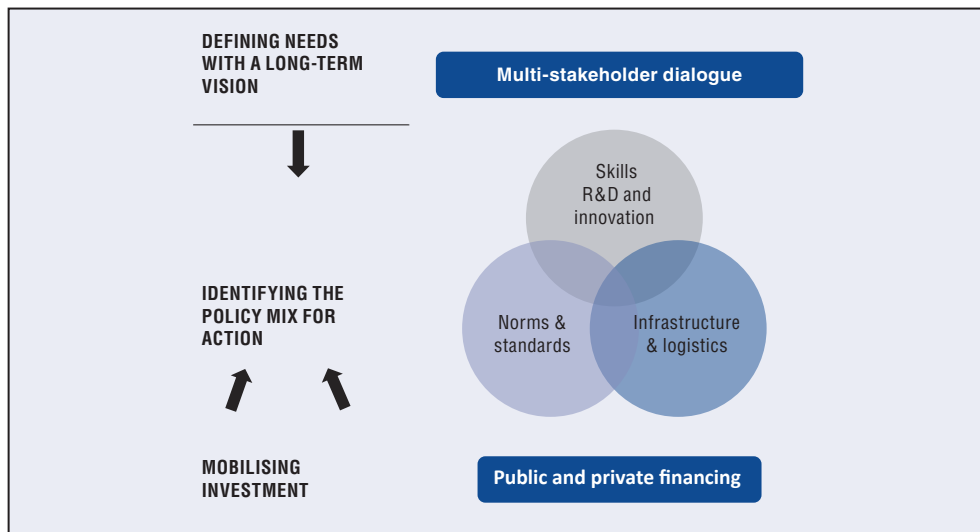 DEFINING NEEDS
WITH A LONG-TERM
VISION
Multi-stakeholder dialogue
Skills
R&D and
innovation
IDENTIFYING THE
POLICY MIX FOR
ACTION
Norms &
standards
Infrastructure
& logistics
MOBILISING
INVESTMENT
Public and private financing